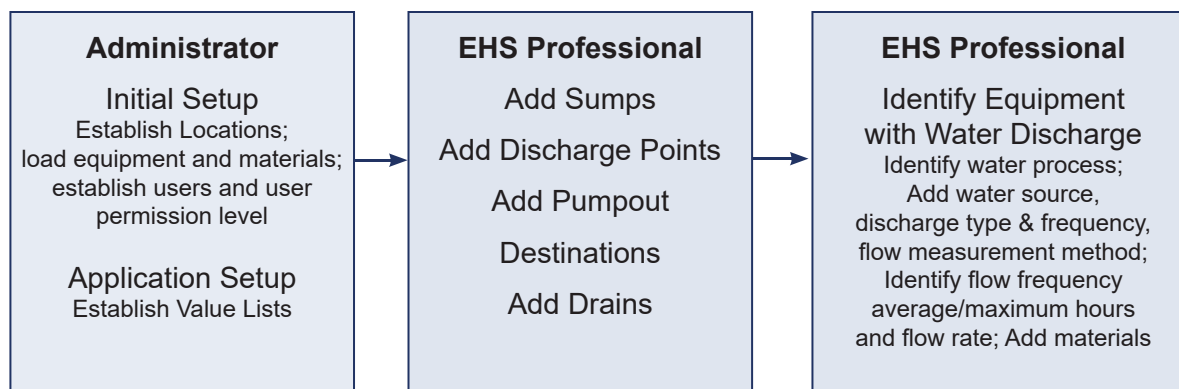 Administrator
Initial Setup
Establish Locations;
load equipment and materials;
establish users and user
permission level
Application Setup
Establish Value Lists
EHS Professional
Add Sumps
Add Discharge Points
Add Pumpout
Destinations
Add Drains
EHS Professional
Identify Equipment
with Water Discharge
Identify water process;
Add water source,
discharge type & frequency,
flow measurement method;
Identify flow frequency
average/maximum hours
and flow rate; Add materials